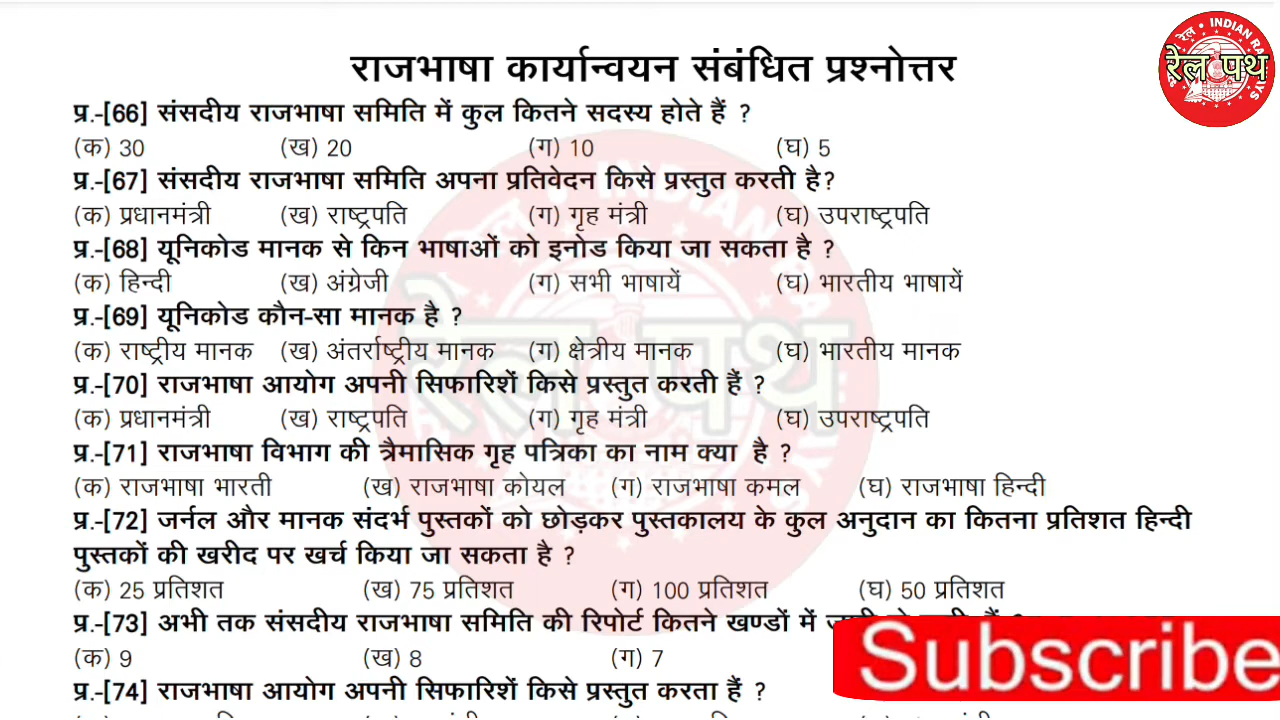 राजभाषा कार्यान्वयन संबंधित प्रश्नोत्तर
INDIAN RA
रेल पथ
प्र.-[66] संसदीय राजभाषा समिति में कुल कितने सदस्य होते हैं ?
(क) 30 (ख) 20 (ग) 10 (घ) 5
प्र.-[67] संसदीय राजभाषा समिति अपना प्रतिवेदन किसे प्रस्तुत करती है?
(क) प्रधानमंत्री (ख) राष्ट्रपति (ग) गृह मंत्री (घ) उपराष्ट्रपति
प्र.-[68] यूनिकोड मानक से किन भाषाओं को इनोड किया जा सकता है ?
(क) हिन्दी (ख) अंग्रेजी (ग) सभी भाषायें (घ) भारतीय भाषायें
प्र.-[69] यूनिकोड कौन-सा मानक है ?
(क) राष्ट्रीय मानक (ख) अंतर्राष्ट्रीय मानक (ग) क्षेत्रीय मानक (घ) भारतीय मानक
प्र.-[70] राजभाषा आयोग अपनी सिफारिशें किसे प्रस्तुत करती हैं ?
(क) प्रधानमंत्री (ख) राष्ट्रपति (ग) गृह मंत्री (घ) उपराष्ट्रपति
प्र.-[71] राजभाषा विभाग की त्रैमासिक गृह पत्रिका का नाम क्या है ?
(क) राजभाषा भारती (ख) राजभाषा कोयल (ग) राजभाषा कमल (घ) राजभाषा हिन्दी
प्र.-[72] जर्नल और मानक संदर्भ पुस्तकों को छोड़कर पुस्तकालय के कुल अनुदान का कितना प्रतिशत हिन्दी
पुस्तकों की खरीद पर खर्च किया जा सकता है ?
(क) 25 प्रतिशत (ख) 75 प्रतिशत (ग) 100 प्रतिशत (घ) 50 प्रतिशत
प्र.-[73] अभी तक संसदीय राजभाषा समिति की रिपोर्ट कितने खण्डों में
(क) 9 (ख) 8 (ग) 7
Subscribe
प्र.-[74] राजभाषा आयोग अपनी सिफारिशें किसे प्रस्तुत करता हैं ?